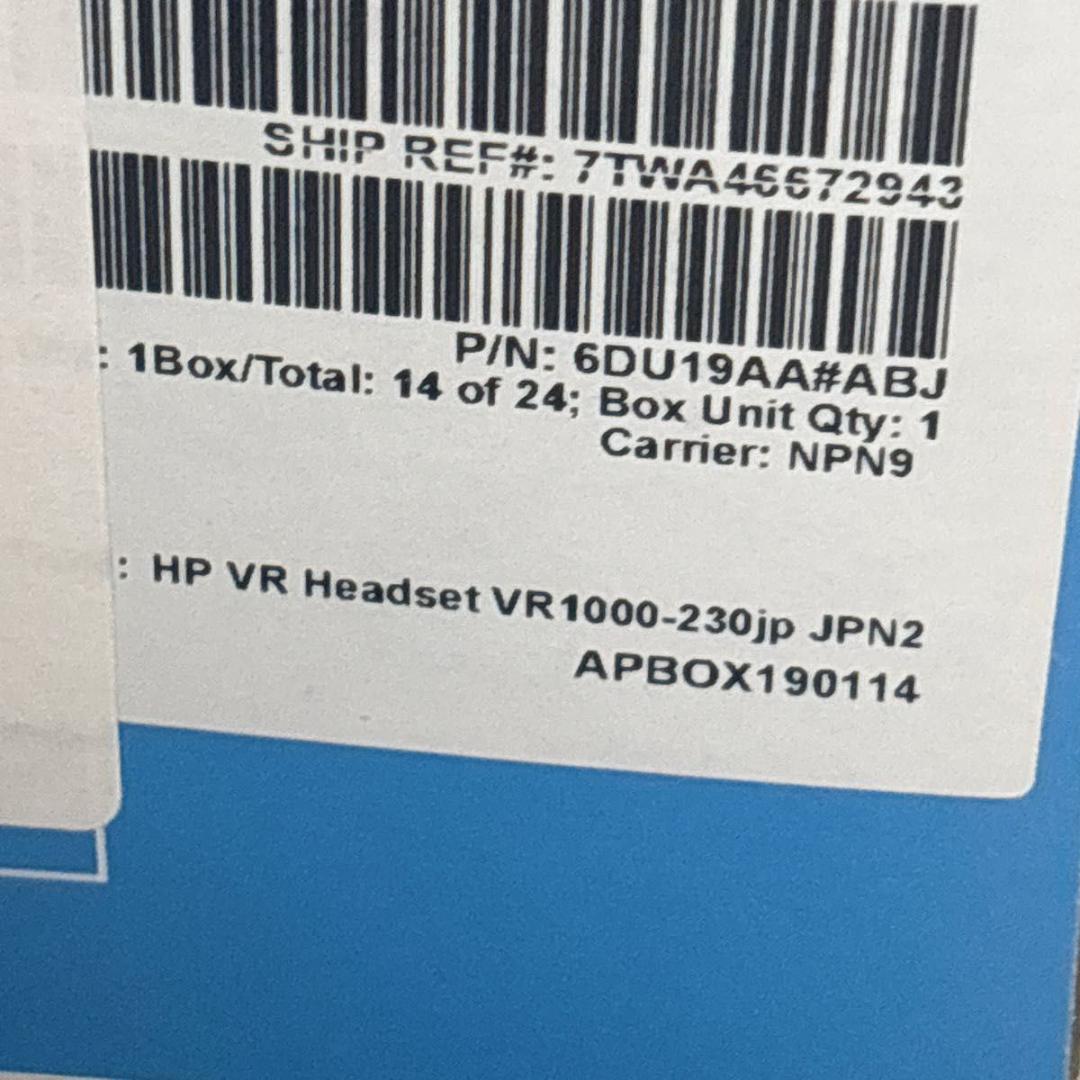 SHIP REF#: 7TWA46672943
P/N: 6DU19AA#ABJ
: 1Box/Total: 14 of 24; Box Unit Qty: 1
Carrier: NPN9
: HP VR Headset VR1000-230jp JPN2
APBOX190114